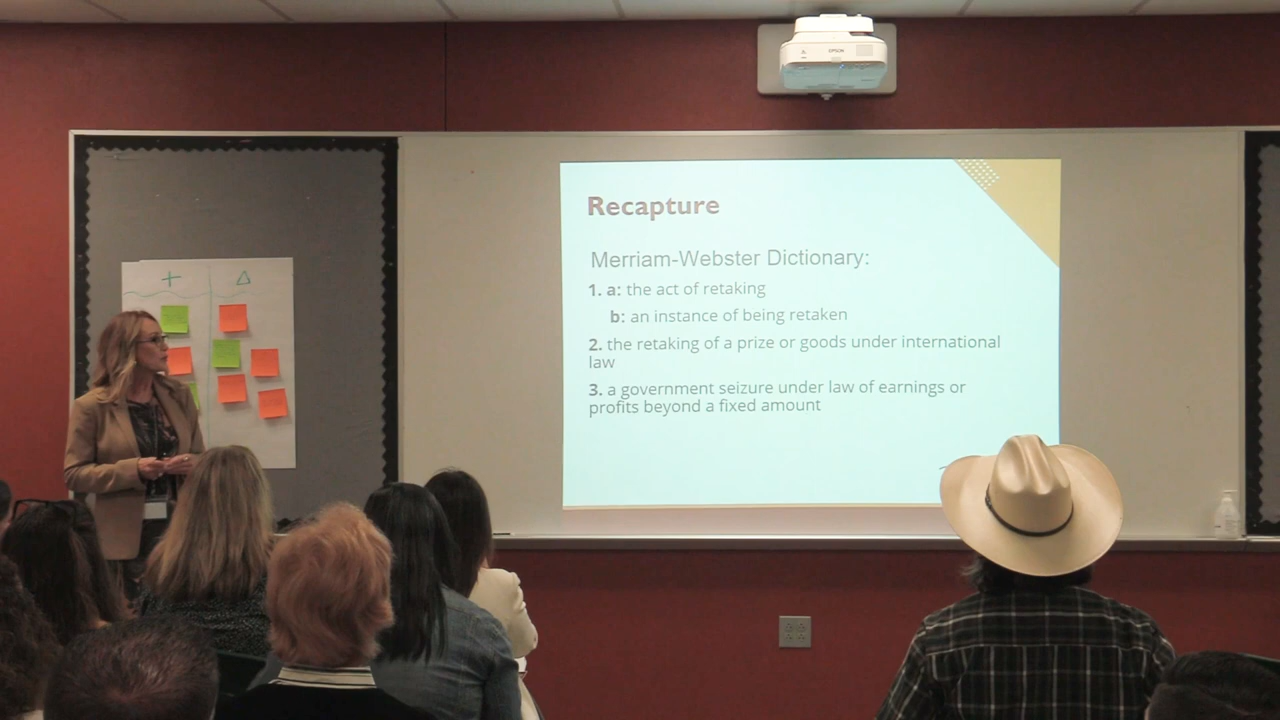 EPSON
Recapture
Merriam-Webster Dictionary:
1. a: the act of retaking
b: an instance of being retaken
2. the retaking of a prize or goods under international
law
3. a government seizure under law of earnings or
profits beyond a fixed amount